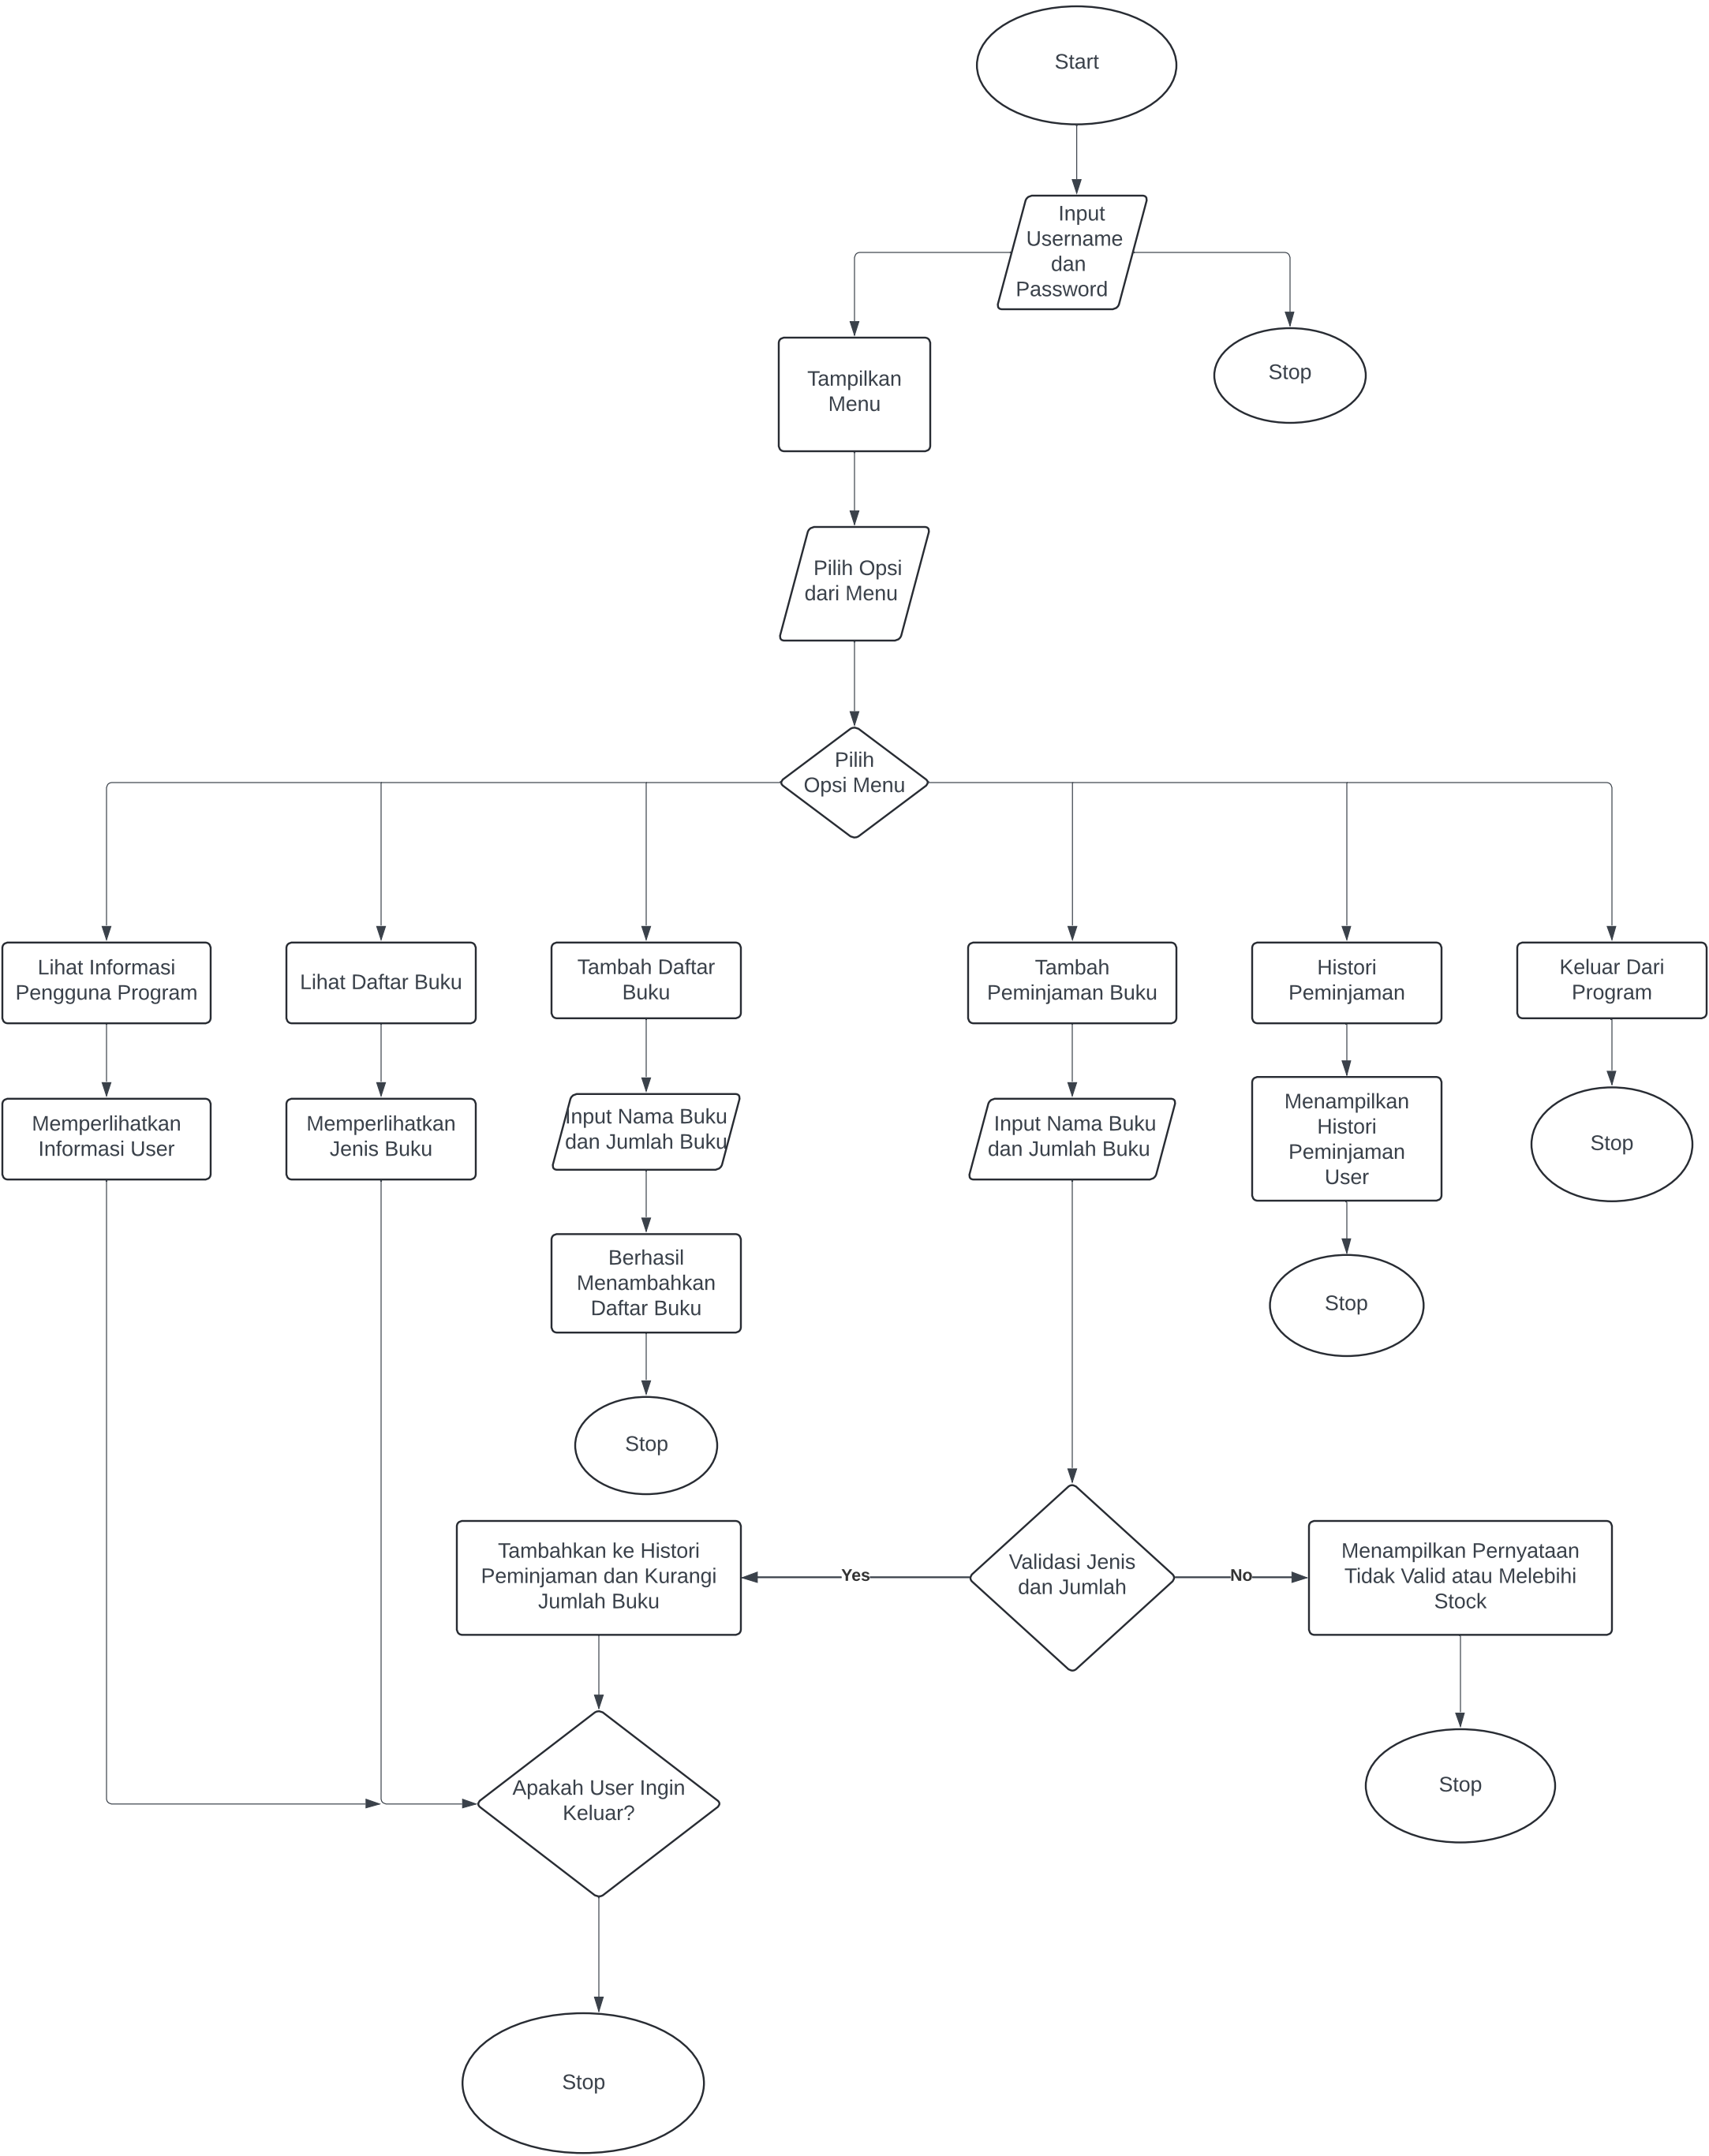 Start
Input
Username
dan
Password
Stop
Tampilkan
Menu
Pilih Opsi
dari Menu
Pilih
Opsi Menu
Lihat Informasi
Pengguna Program
Lihat Daftar Buku
Tambah Daftar
Buku
Tambah
Peminjaman Buku
Histori
Peminjaman
Keluar Dari
Program
Memperlihatkan
Informasi User
Memperlihatkan
Jenis Buku
Input Nama Buku
dan Jumlah Buku
Input Nama Buku
dan Jumlah Buku
Menampilkan
Histori
Peminjaman
User
Stop
Berhasil
Menambahkan
Daftar Buku
Stop
Stop
Tambahkan ke Histori
Peminjaman dan Kurangi
Jumlah Buku
Yes
Validasi Jenis
dan Jumlah
No
Menampilkan Pernyataan
Tidak Valid atau Melebihi
Stock
Apakah User Ingin
Keluar?
Stop
Stop